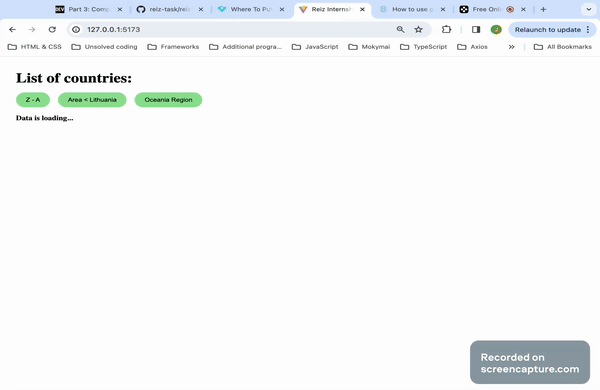 DEV Part 3: Comp
reiz-task/reiz
Where To Pu
Reiz Internsh
How to use g
Free Onli
127.0.0.1:5173
J
Relaunch to update
HTML & CSS
Unsolved coding
Frameworks
Additional progra...
JavaScript
Mokymai
TypeScript
Axios
»
All Bookmarks
List of countries:
Z - A
Area < Lithuania
Oceania Region
Data is loading...
Recorded on
screencapture.com